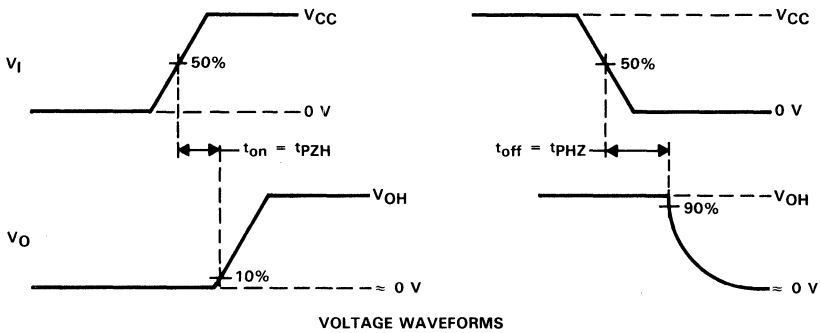 VCC
VCC
VI
50%
50%
0 V
0 V
ton = tPZH
toff = tPHZ
VOH
VOH
90%
VO
10%
≈ 0 V
≈ 0 V
VOLTAGE WAVEFORMS